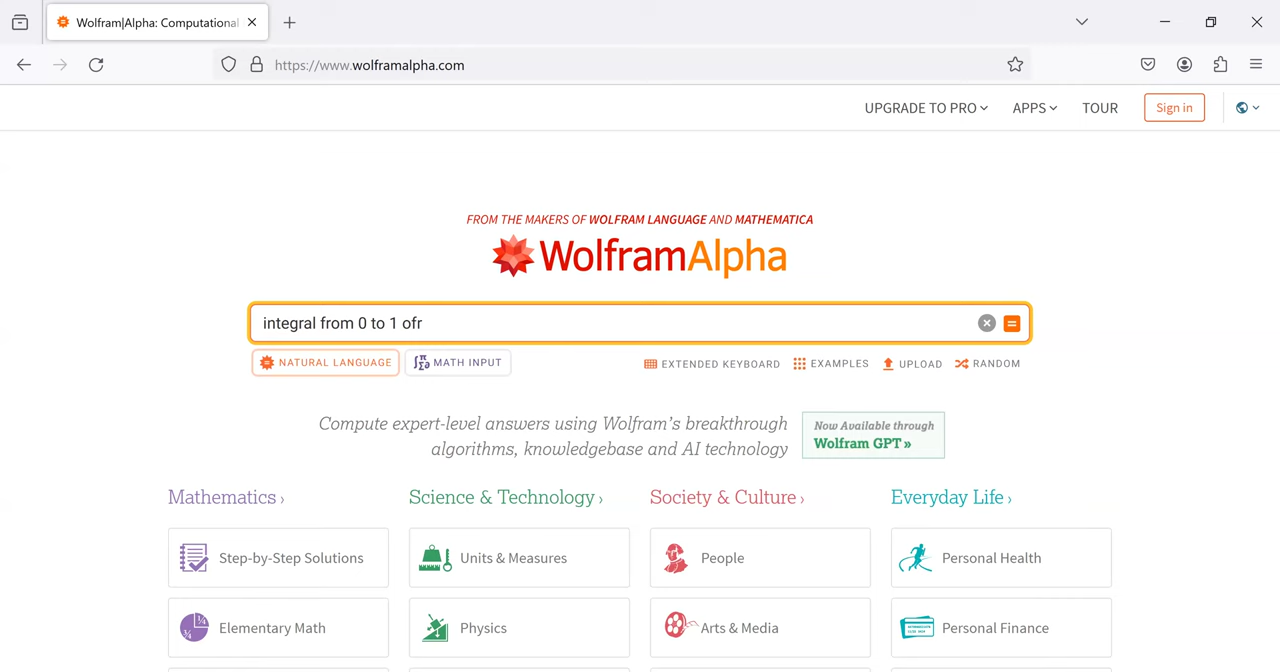 Wolfram|Alpha: Computational
https://www.wolframalpha.com
UPGRADE TO PRO APPS TOUR Sign in
FROM THE MAKERS OF WOLFRAM LANGUAGE AND MATHEMATICA
WolframAlpha
integral from 0 to 1 ofr
NATURAL LANGUAGE MATH INPUT EXTENDED KEYBOARD EXAMPLES UPLOAD RANDOM
Compute expert-level answers using Wolfram's breakthrough
algorithms, knowledgebase and AI technology
Now Available through
Wolfram GPT »
Mathematics › Science & Technology › Society & Culture › Everyday Life ›
Step-by-Step Solutions Units & Measures People Personal Health
Elementary Math Physics Arts & Media Personal Finance